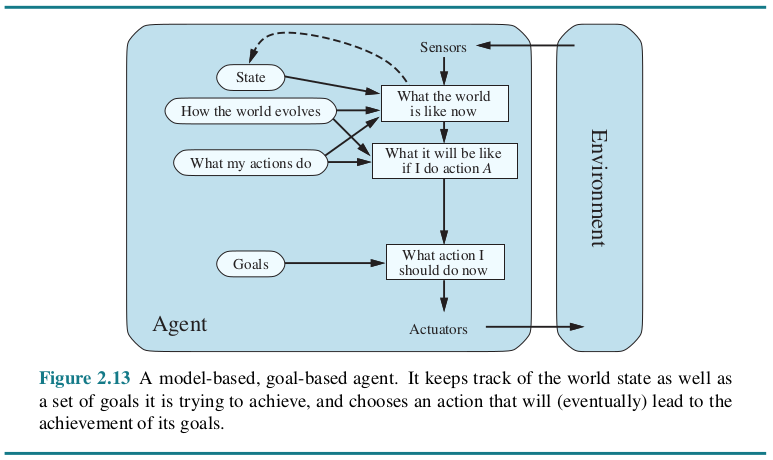 Sensors
State
What the world
is like now
How the world evolves
What my actions do
What it will be like
if I do action A
Environment
Goals
What action I
should do now
Agent
Actuators
Figure 2.13 A model-based, goal-based agent. It keeps track of the world state as well as
a set of goals it is trying to achieve, and chooses an action that will (eventually) lead to the
achievement of its goals.